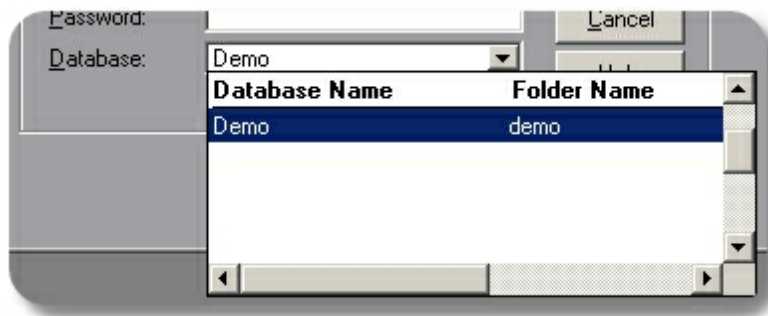 Password:
Cancel
Database:
Demo
Database Name Folder Name
Demo demo